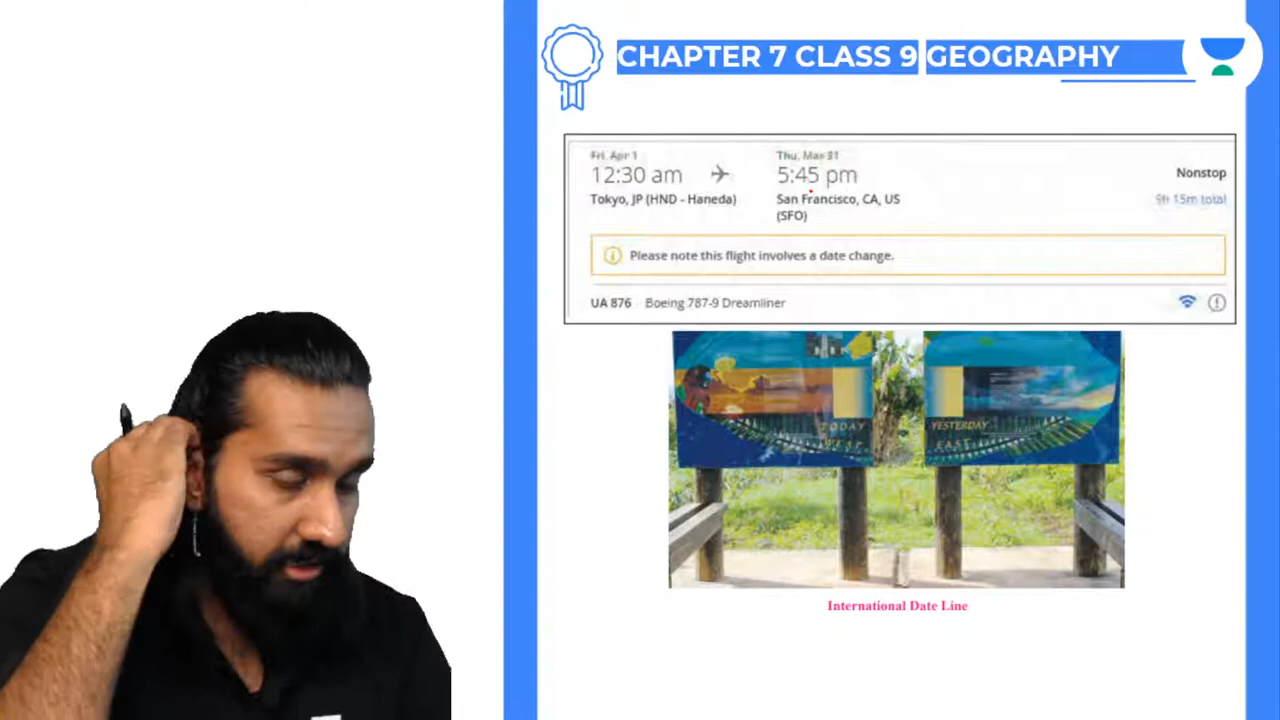 CHAPTER 7 CLASS 9 GEOGRAPHY
Fri, Apr 1
12:30 am
Tokyo, JP (HND - Haneda)
Thu, Mar 31
5:45 pm
San Francisco, CA, US
(SFO)
Nonstop
9h 15m total
Please note this flight involves a date change.
UA 876 Boeing 787-9 Dreamliner
TODAY
WEST
YESTERDAY
EAST
International Date Line